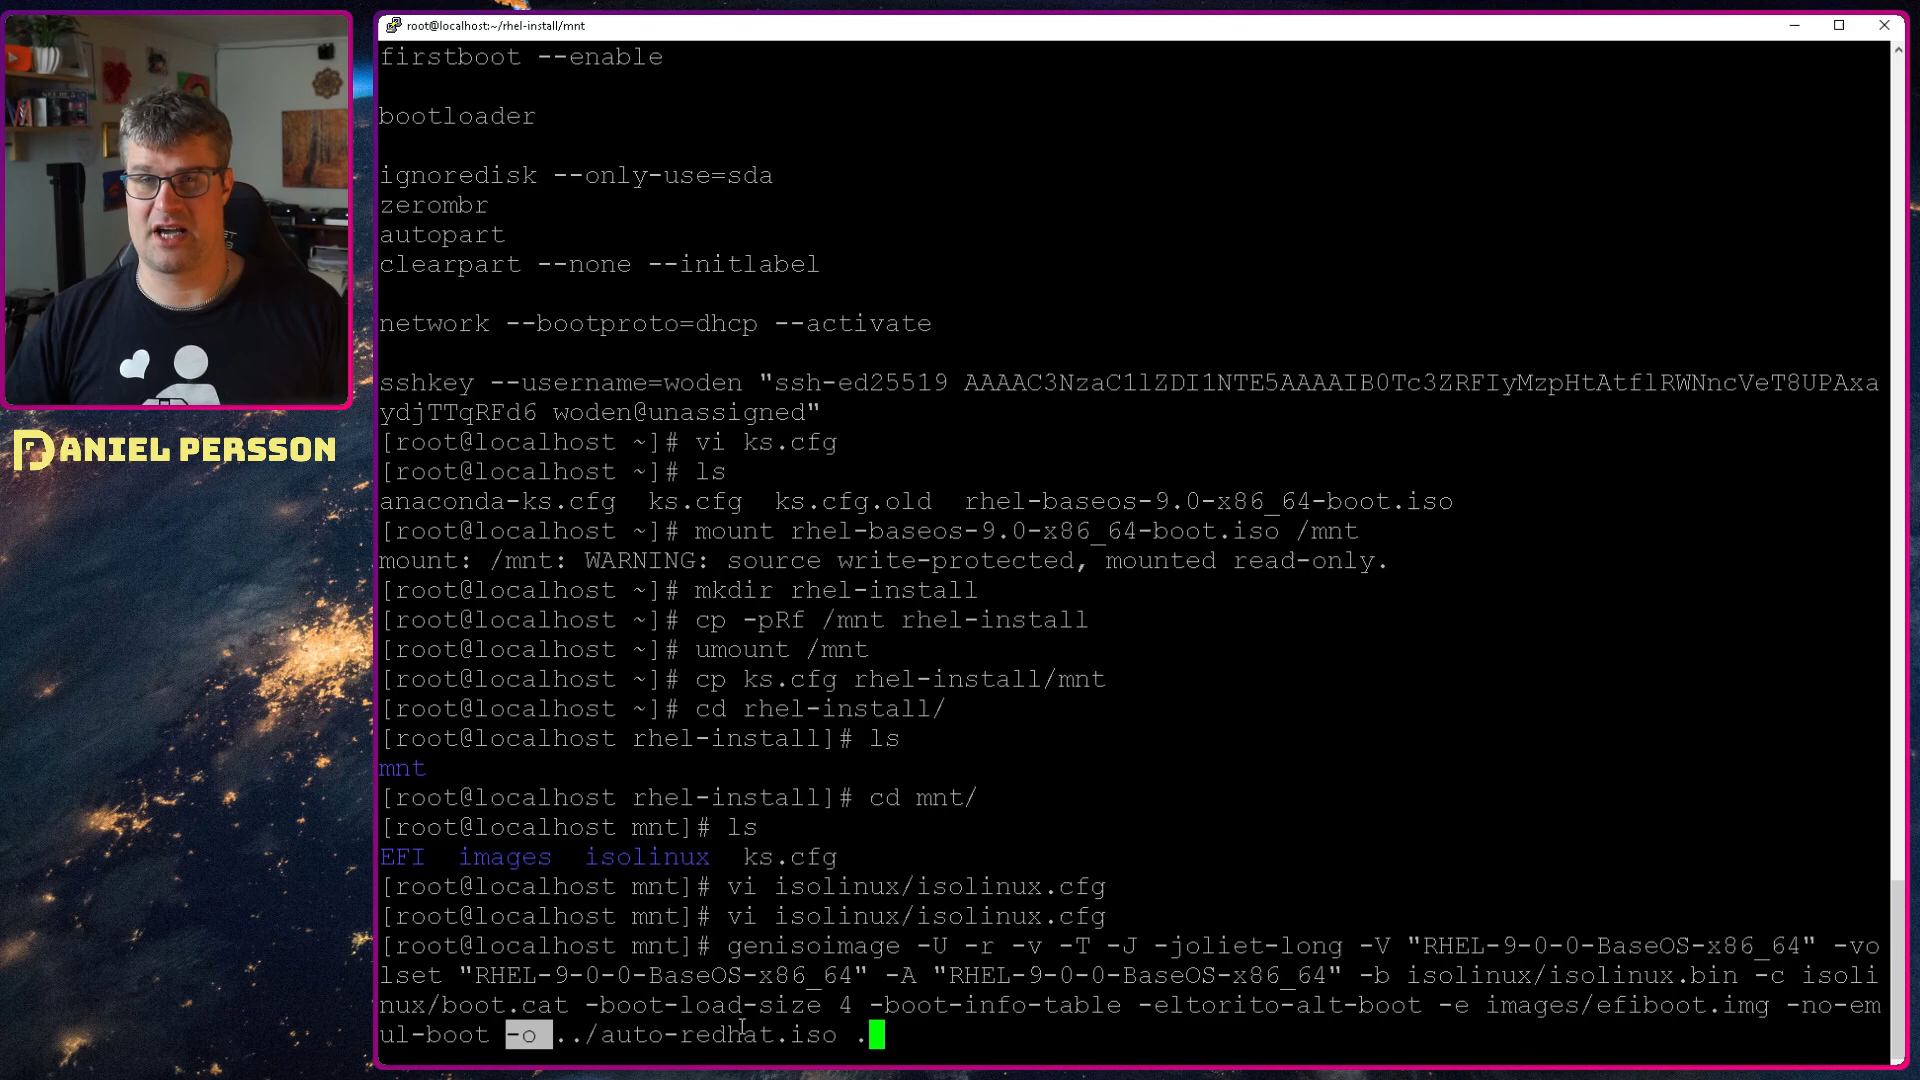 root@localhost:~/rhel-install/mnt
firstboot --enable
bootloader
ignoredisk --only-use=sda
zerombr
autopart
clearpart --none --initlabel
network --bootproto=dhcp --activate
sshkey --username=woden "ssh-ed25519 AAAAC3NzaC1lZDI1NTE5AAAAIB0Tc3ZRFIyMzpHtAtflRWNncVeT8UPAxa
ydjTTqRFd6 woden@unassigned"
[root@localhost ~]# vi ks.cfg
[root@localhost ~]# ls
anaconda-ks.cfg  ks.cfg  ks.cfg.old  rhel-baseos-9.0-x86_64-boot.iso
[root@localhost ~]# mount rhel-baseos-9.0-x86_64-boot.iso /mnt
mount: /mnt: WARNING: source write-protected, mounted read-only.
[root@localhost ~]# mkdir rhel-install
[root@localhost ~]# cp -pRf /mnt rhel-install
[root@localhost ~]# umount /mnt
[root@localhost ~]# cp ks.cfg rhel-install/mnt
[root@localhost ~]# cd rhel-install/
[root@localhost rhel-install]# ls
mnt
[root@localhost rhel-install]# cd mnt/
[root@localhost mnt]# ls
EFI  images  isolinux  ks.cfg
[root@localhost mnt]# vi isolinux/isolinux.cfg
[root@localhost mnt]# vi isolinux/isolinux.cfg
[root@localhost mnt]# genisoimage -U -r -v -T -J -joliet-long -V "RHEL-9-0-0-BaseOS-x86_64" -vo
lset "RHEL-9-0-0-BaseOS-x86_64" -A "RHEL-9-0-0-BaseOS-x86_64" -b isolinux/isolinux.bin -c isoli
nux/boot.cat -boot-load-size 4 -boot-info-table -eltorito-alt-boot -e images/efiboot.img -no-em
ul-boot -o ../auto-redhat.iso .
DANIEL PERSSON